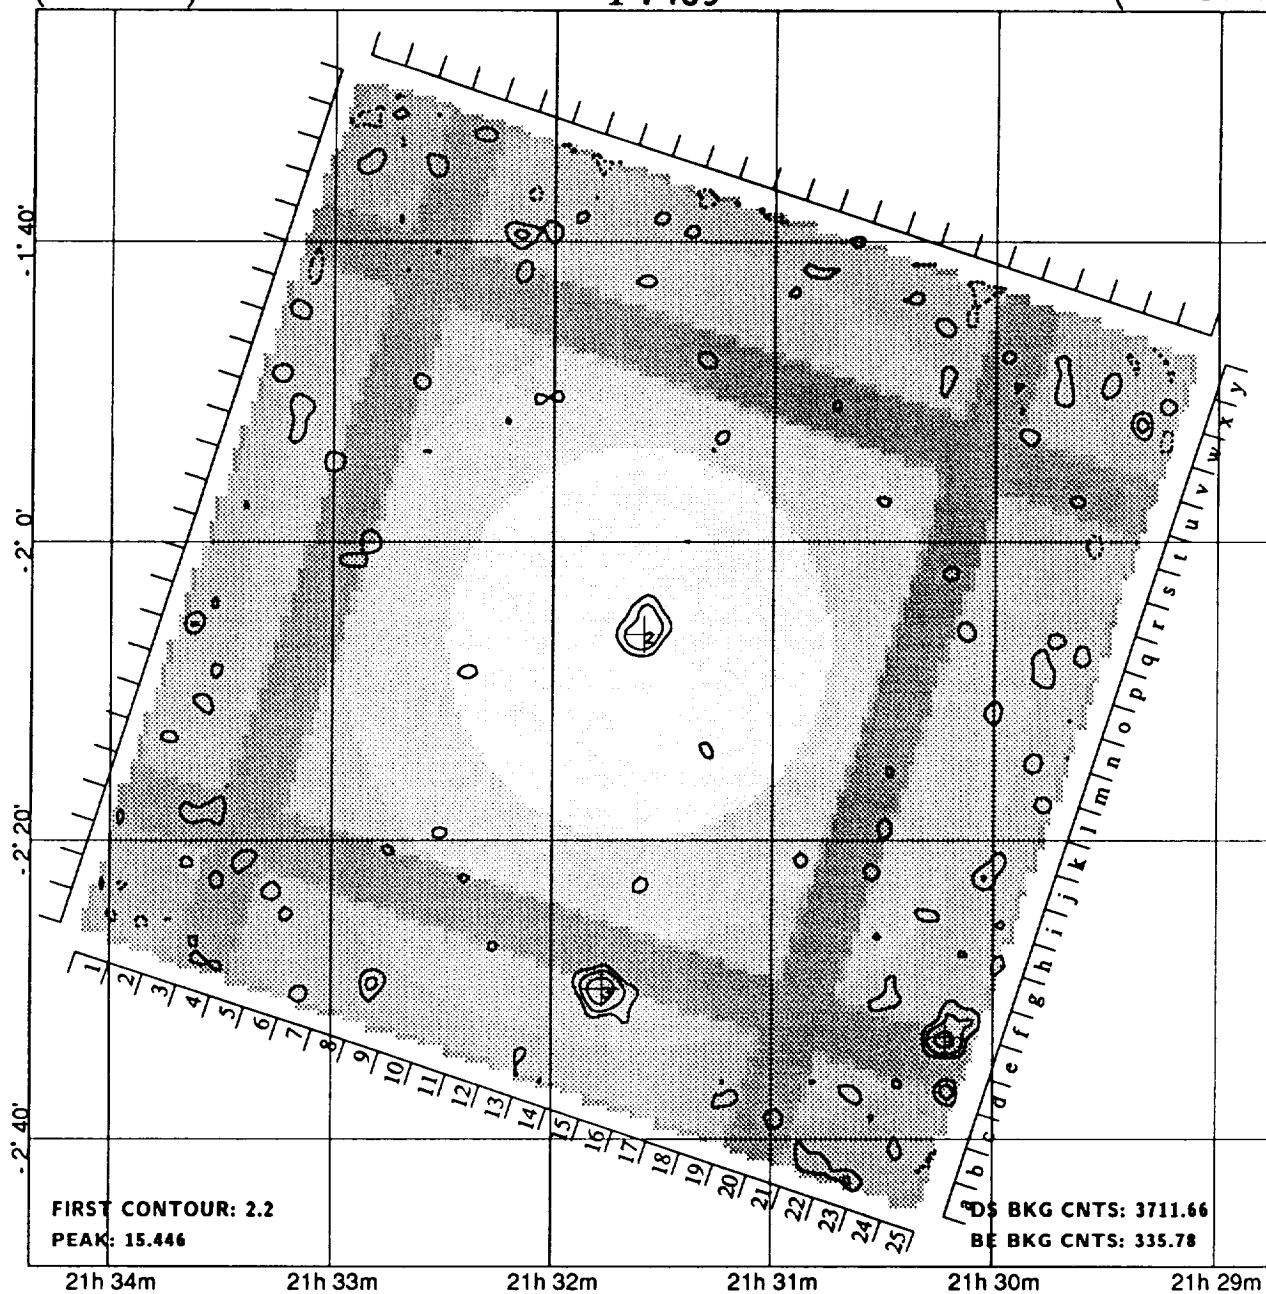 -1° 40'
-2° 0'
-2° 20'
-2° 40'
2
1 2 3 4 5 6 7 8 9 10 11 12 13 14 15 16 17 18 19 20 21 22 23 24 25
a b c d e f g h i j k l m n o p q r s t u v w x y
FIRST CONTOUR: 2.2
PEAK: 15.446
DS BKG CNTS: 3711.66
BE BKG CNTS: 335.78
21h 34m 21h 33m 21h 32m 21h 31m 21h 30m 21h 29m